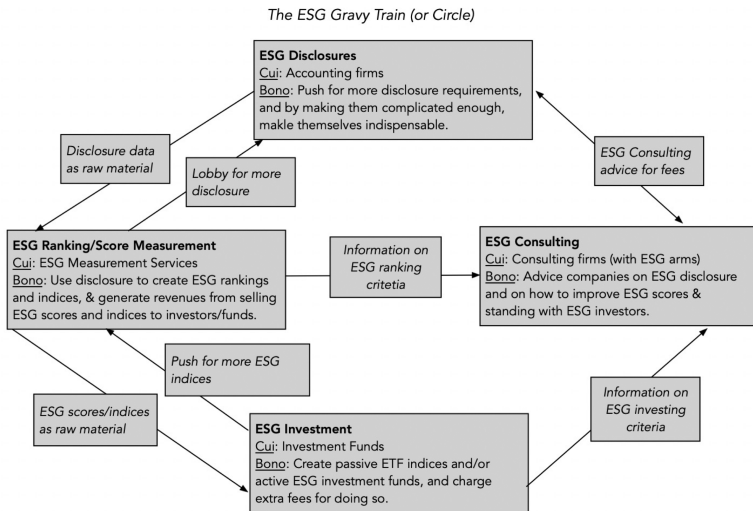 The ESG Gravy Train (or Circle)
ESG Disclosures
Cui: Accounting firms
Bono: Push for more disclosure requirements,
and by making them complicated enough,
makle themselves indispensable.
Disclosure data
as raw material
Lobby for more
disclosure
ESG Consulting
advice for fees
ESG Ranking/Score Measurement
Cui: ESG Measurement Services
Bono: Use disclosure to create ESG rankings
and indices, & generate revenues from selling
ESG scores and indices to investors/funds.
Information on
ESG ranking
critetia
ESG Consulting
Cui: Consulting firms (with ESG arms)
Bono: Advice companies on ESG disclosure
and on how to improve ESG scores &
standing with ESG investors.
Push for more ESG
indices
ESG scores/indices
as raw material
Information on
ESG investing
criteria
ESG Investment
Cui: Investment Funds
Bono: Create passive ETF indices and/or
active ESG investment funds, and charge
extra fees for doing so.